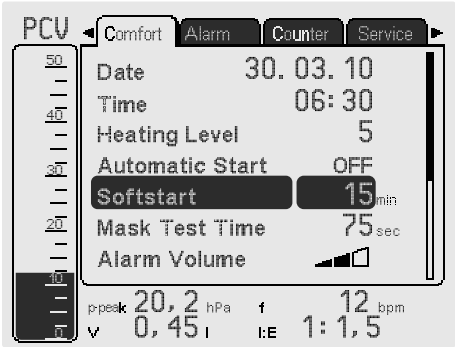 PCV
Comfort Alarm Counter Service
Date 30. 03. 10
Time 06:30
Heating Level 5
Automatic Start OFF
Softstart 15 min
Mask Test Time 75 sec
Alarm Volume
50
40
30
20
10
0
p-peak 20,2 hPa f 12 bpm
V 0,45 l I:E 1:1,5